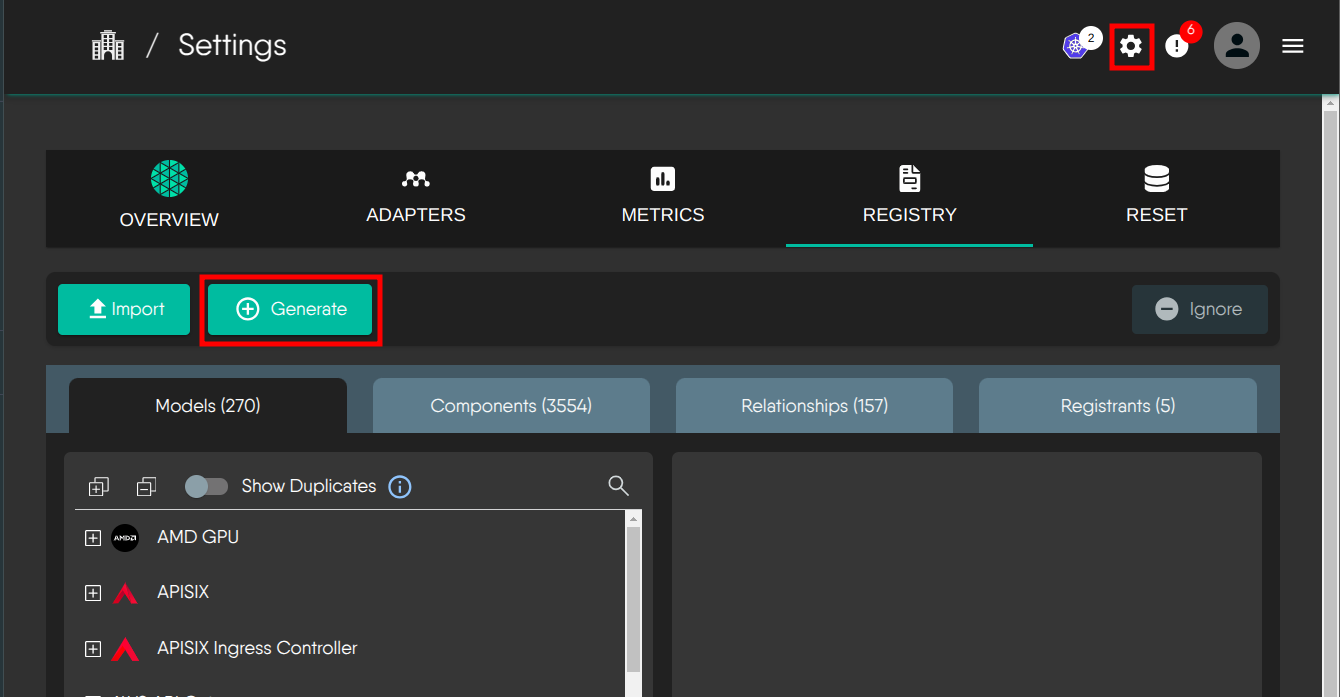 / Settings
2
6
OVERVIEW
ADAPTERS
METRICS
REGISTRY
RESET
Import
Generate
Ignore
Models (270)
Components (3554)
Relationships (157)
Registrants (5)
Show Duplicates
AMD AMD GPU
APISIX
APISIX Ingress Controller